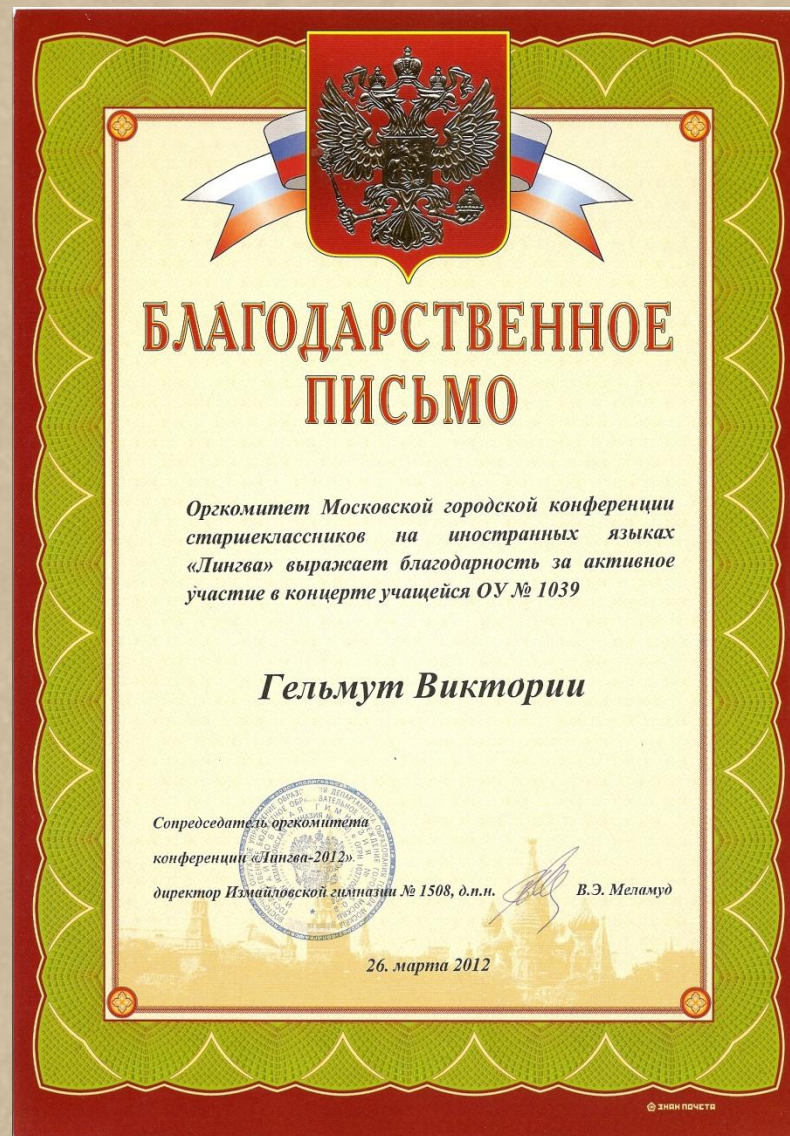 БЛАГОДАРСТВЕННОЕ
ПИСЬМО
Оргкомитет Московской городской конференции
старшеклассников на иностранных языках
«Лингва» выражает благодарность за активное
участие в концерте учащейся ОУ № 1039
Гельмут Виктории
Сопредседатель оргкомитета
конференции «Лингва-2012».
директор Измайловской гимназии № 1508, д.п.н.
В.Э. Меламуд
26. марта 2012
ЗНАК ПОЧЕТА